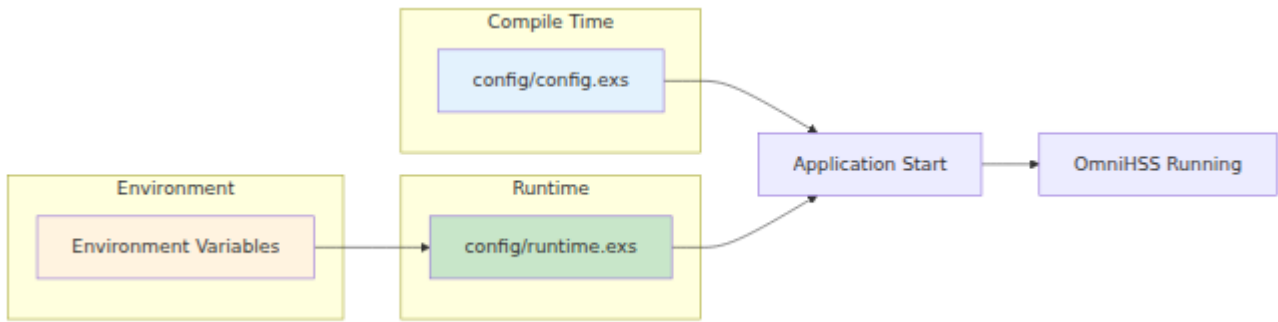 Compile Time
config/config.exs
Environment
Environment Variables
Runtime
config/runtime.exs
Application Start
OmniHSS Running